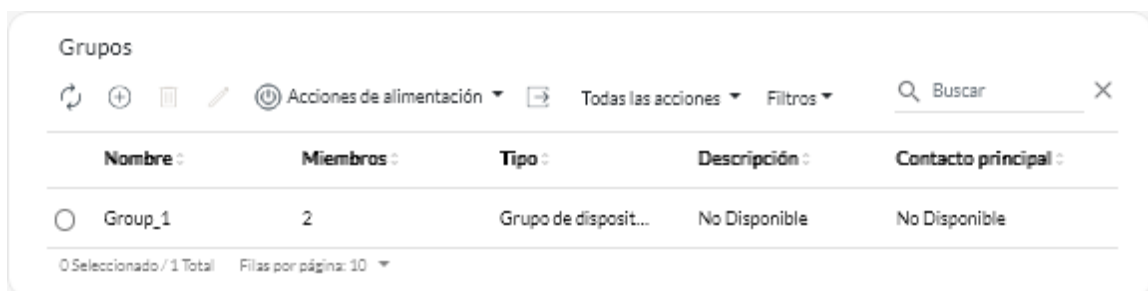 Grupos
Acciones de alimentación Todas las acciones Filtros Buscar
Nombre Miembros Tipo Descripción Contacto principal
Group_1 2 Grupo de disposit... No Disponible No Disponible
0 Seleccionado / 1 Total Filas por página: 10